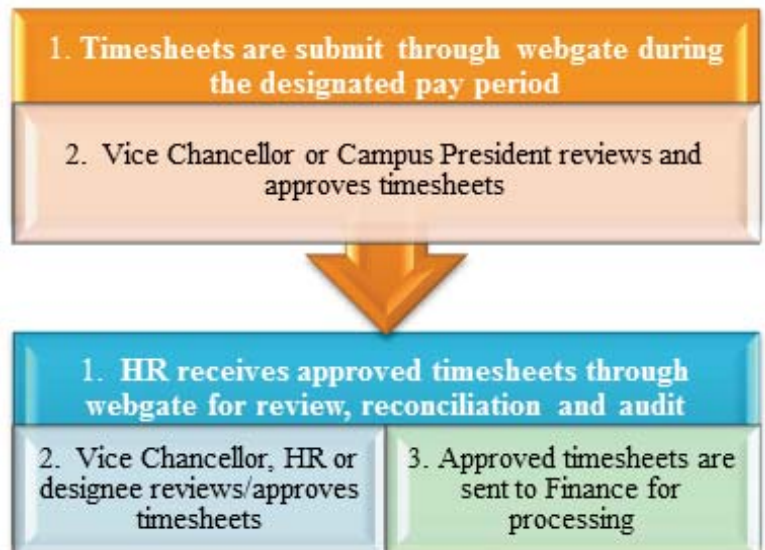 1. Timesheets are submit through webgate during
the designated pay period
2. Vice Chancellor or Campus President reviews and
approves timesheets
1. HR receives approved timesheets through
webgate for review, reconciliation and audit
2. Vice Chancellor, HR or
designee reviews/approves
timesheets
3. Approved timesheets are
sent to Finance for
processing